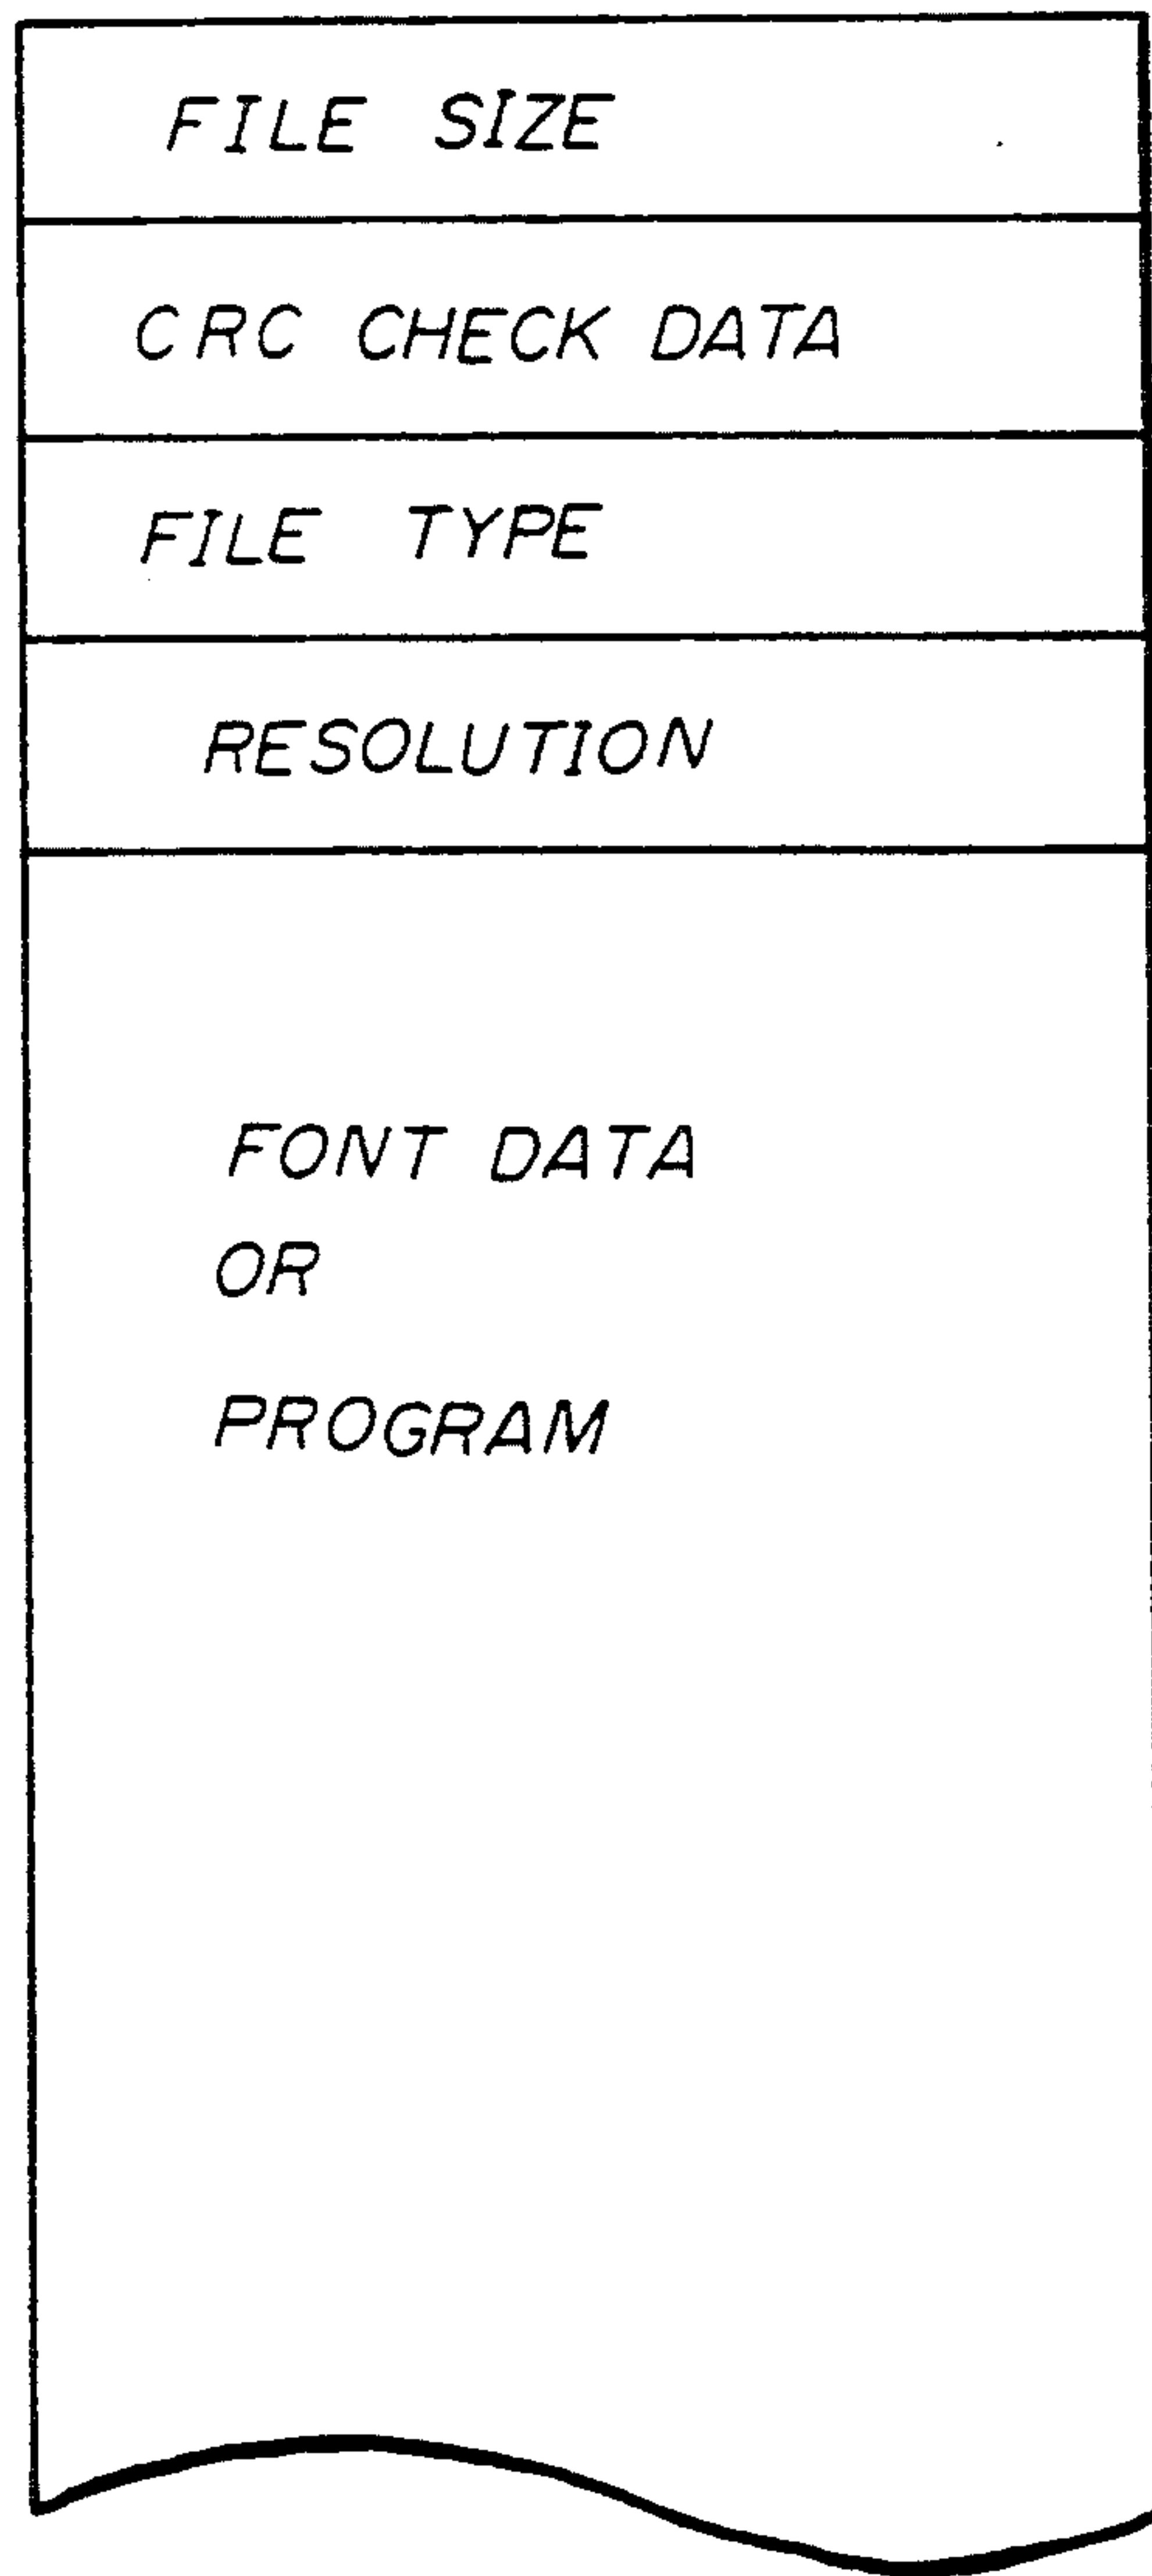 FILE SIZE
CRC CHECK DATA
FILE TYPE
RESOLUTION
FONT DATA
OR
PROGRAM